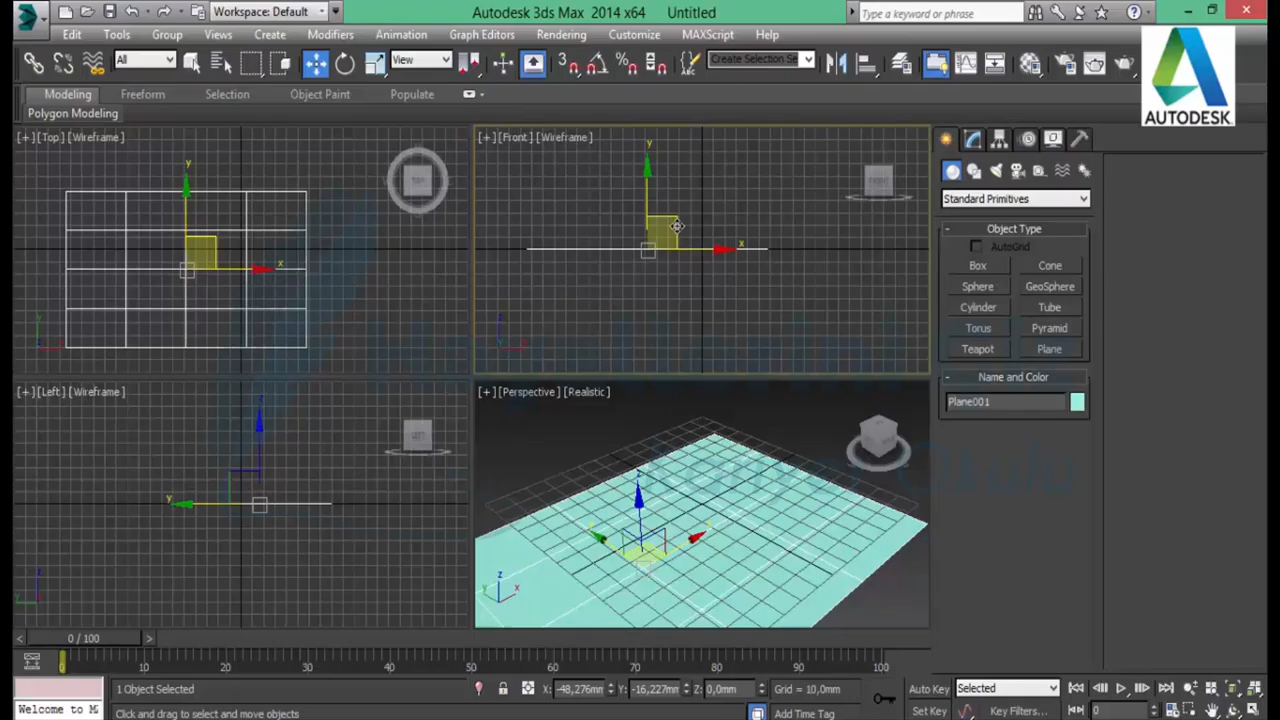 Workspace: Default
Autodesk 3ds Max 2014 x64 Untitled
Type a keyword or phrase
Edit Tools Group Views Create Modifiers Animation Graph Editors Rendering Customize MAXScript Help
All
View
Create Selection Se
AUTODESK
Modeling Freeform Selection Object Paint Populate
Polygon Modeling
[+] [Top] [Wireframe]
TOP
y
x
[+] [Front] [Wireframe]
FRONT
y
x
Standard Primitives
- Object Type
AutoGrid
Box Cone
Sphere GeoSphere
Cylinder Tube
Torus Pyramid
Teapot Plane
- Name and Color
Plane001
[+] [Left] [Wireframe]
LEFT
z
y
[+] [Perspective] [Realistic]
z
y x
z
y x
< 0 / 100 >
0 10 20 30 40 50 60 70 80 90 100
1 Object Selected
X: -48,276mm Y: -16,227mm Z: 0,0mm Grid = 10,0mm
Auto Key Selected
Welcome to M
Click and drag to select and move objects
Add Time Tag
Set Key Key Filters... 0